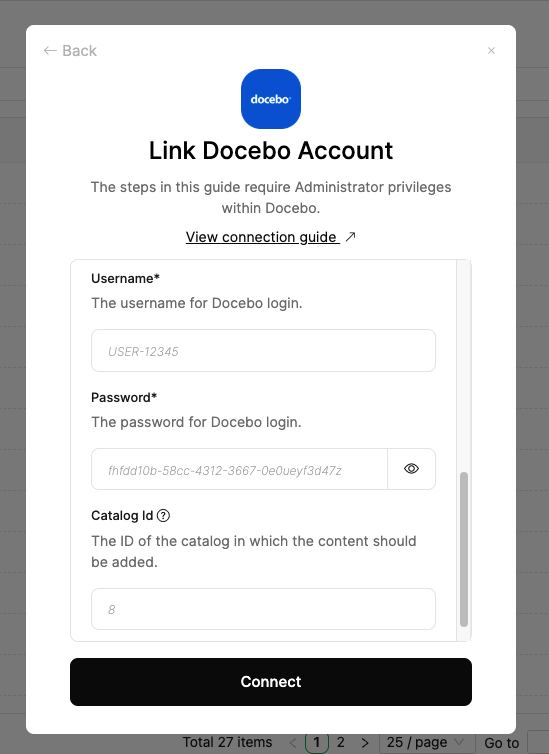 ← Back
×
docebo
Link Docebo Account
The steps in this guide require Administrator privileges
within Docebo.
View connection guide ↗
Username*
The username for Docebo login.
USER-12345
Password*
The password for Docebo login.
fhfdd10b-58cc-4312-3667-0e0ueyf3d47z
Catalog Id ?
The ID of the catalog in which the content should
be added.
8
Connect
Total 27 items < 1 2 > 25 / page Go to